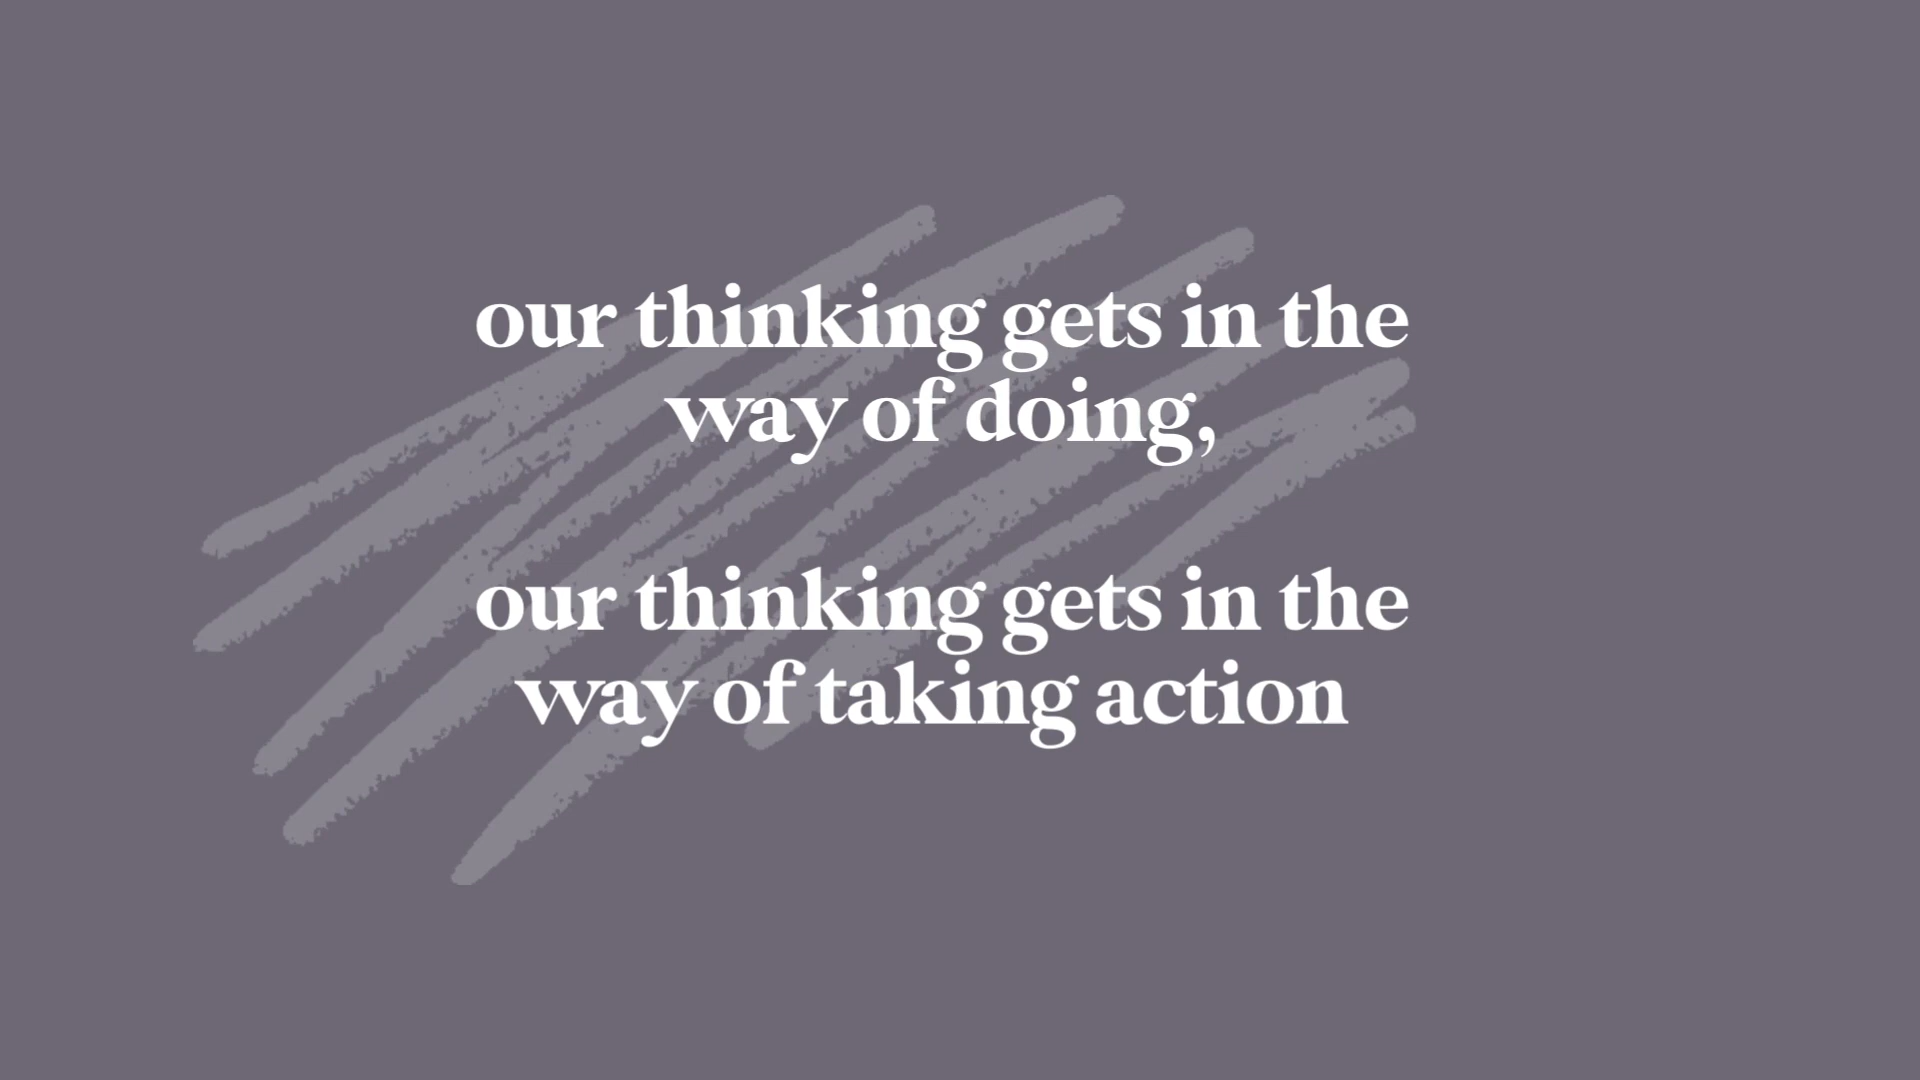 our thinking gets in the
way of doing,
our thinking gets in the
way of taking action